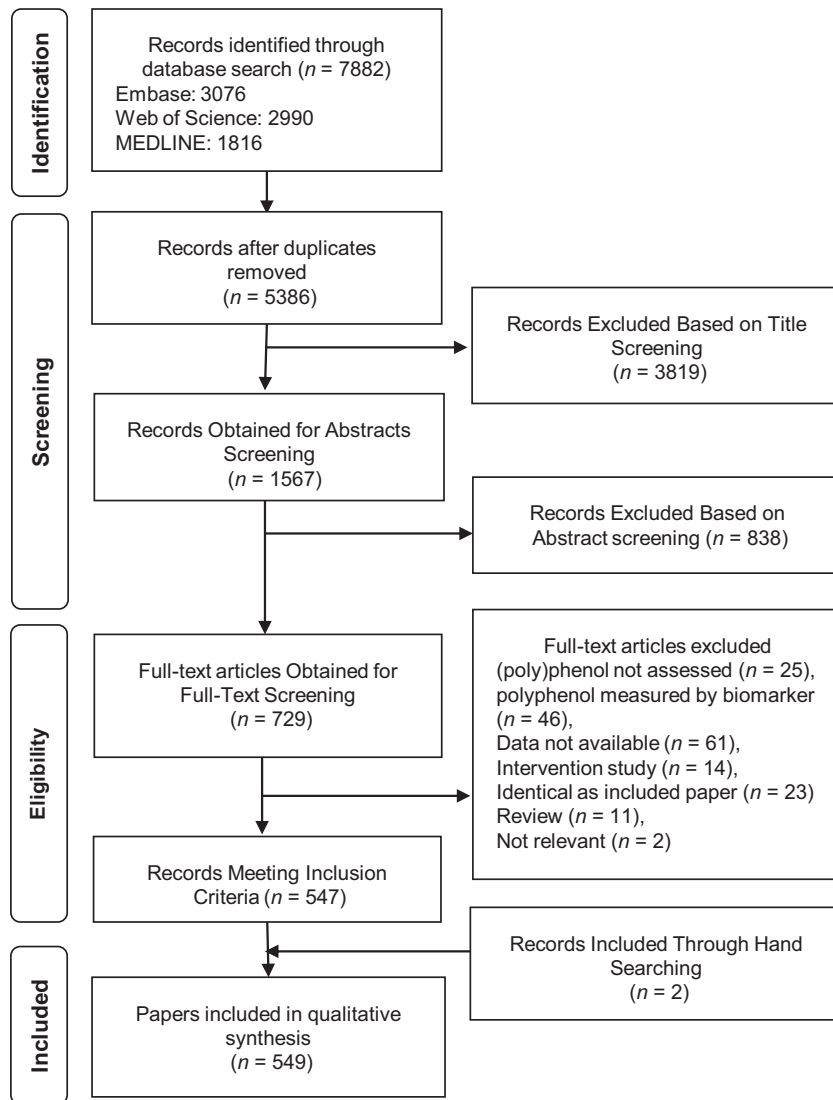 Identification
Records identified through
database search (n = 7882)
Embase: 3076
Web of Science: 2990
MEDLINE: 1816
Screening
Records after duplicates
removed
(n = 5386)
Records Excluded Based on Title
Screening
(n = 3819)
Records Obtained for Abstracts
Screening
(n = 1567)
Records Excluded Based on
Abstract screening (n = 838)
Eligibility
Full-text articles Obtained for
Full-Text Screening
(n = 729)
Full-text articles excluded
(poly)phenol not assessed (n = 25),
polyphenol measured by biomarker
(n = 46),
Data not available (n = 61),
Intervention study (n = 14),
Identical as included paper (n = 23)
Review (n = 11),
Not relevant (n = 2)
Records Meeting Inclusion
Criteria (n = 547)
Included
Records Included Through Hand
Searching
(n = 2)
Papers included in qualitative
synthesis
(n = 549)